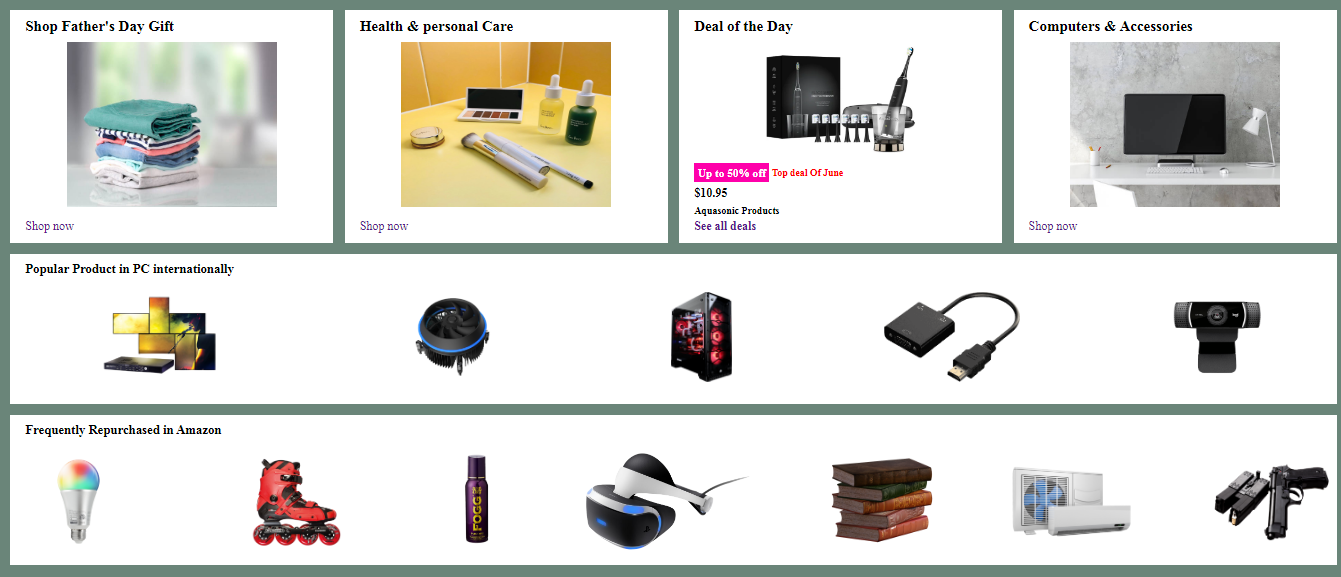 Shop Father's Day Gift
Shop now
Health & personal Care
Shop now
Deal of the Day
Up to 50% off Top deal Of June
$10.95
Aquasonic Products
See all deals
Computers & Accessories
Shop now
Popular Product in PC internationally
Frequently Repurchased in Amazon
FOGG